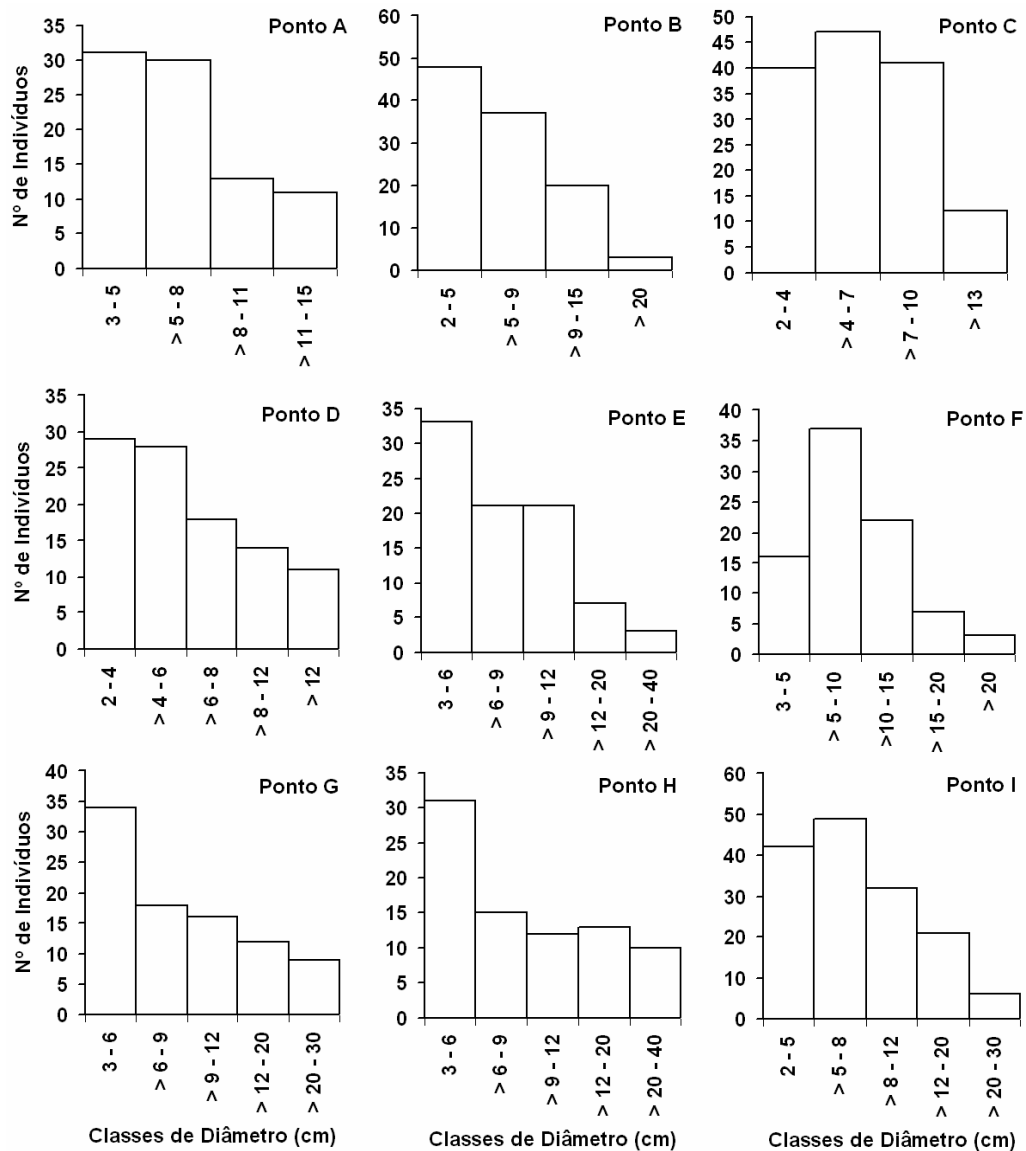 Ponto A
Nº de Indivíduos
35
30
25
20
15
10
5
0
3 - 5
> 5 - 8
> 8 - 11
> 11 - 15
Ponto B
60
50
40
30
20
10
0
2 - 5
> 5 - 9
> 9 - 15
> 20
Ponto C
50
45
40
35
30
25
20
15
10
5
0
2 - 4
> 4 - 7
> 7 - 10
> 13
Ponto D
Nº de Indivíduos
35
30
25
20
15
10
5
0
2 - 4
> 4 - 6
> 6 - 8
> 8 - 12
> 12
Ponto E
35
30
25
20
15
10
5
0
3 - 6
> 6 - 9
> 9 - 12
> 12 - 20
> 20 - 40
Ponto F
40
35
30
25
20
15
10
5
0
3 - 5
> 5 - 10
>10 - 15
> 15 - 20
> 20
Ponto G
Nº de Indivíduos
40
35
30
25
20
15
10
5
0
3 - 6
> 6 - 9
> 9 - 12
> 12 - 20
> 20 - 30
Classes de Diâmetro (cm)
Ponto H
35
30
25
20
15
10
5
0
3 - 6
> 6 - 9
> 9 - 12
> 12 - 20
> 20 - 40
Classes de Diâmetro (cm)
Ponto I
60
50
40
30
20
10
0
2 - 5
> 5 - 8
> 8 - 12
> 12 - 20
> 20 - 30
Classes de Diâmetro (cm)